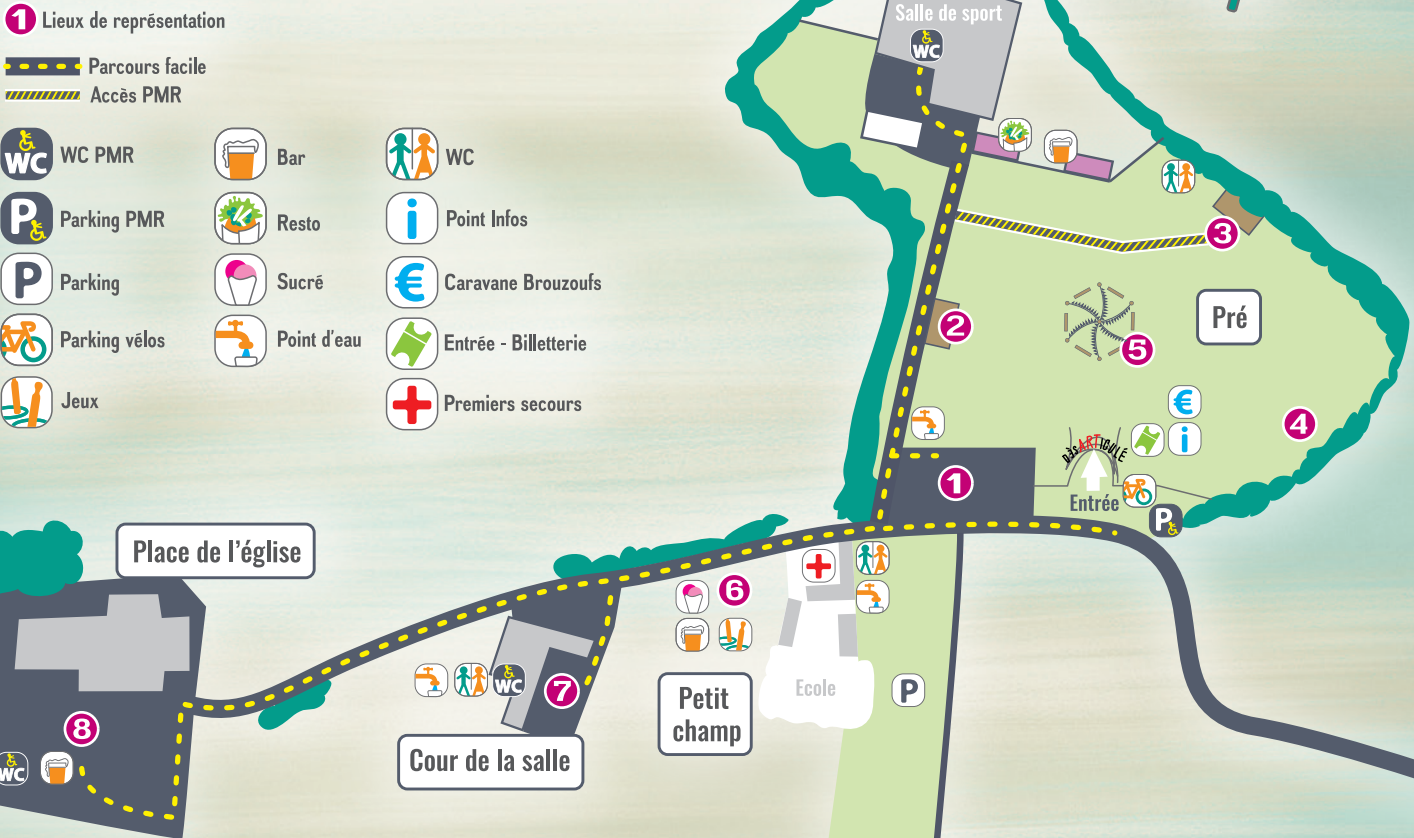 1 Lieux de représentation
Parcours facile
Accès PMR
WC
WC PMR
Bar
WC
P
Parking PMR
Resto
i
Point Infos
P
Parking
Sucré
€
Caravane Brouzoufs
Parking vélos
Point d'eau
Entrée - Billetterie
Jeux
Premiers secours
Salle de sport
WC
3
Pré
2
5
€
4
DÉSARTICULÉ
i
1
Entrée
P
Place de l'église
6
Ecole
P
WC
7
Petit
champ
8
Cour de la salle
WC